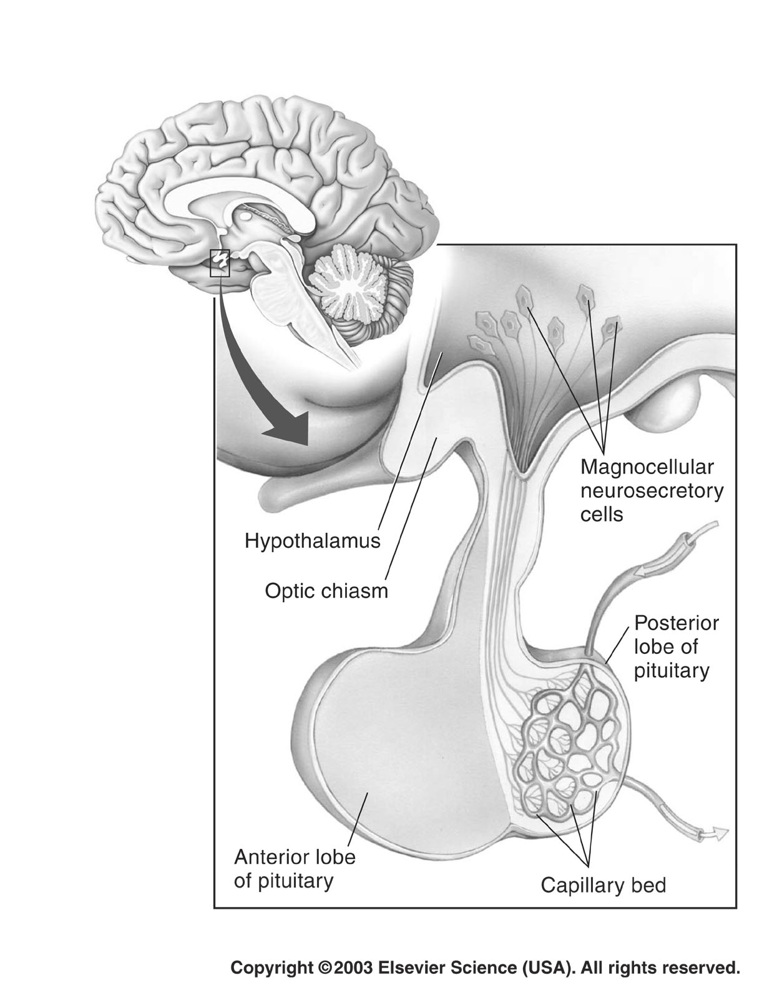 Magnocellular
neurosecretory
cells
Hypothalamus
Optic chiasm
Posterior
lobe of
pituitary
Anterior lobe
of pituitary
Capillary bed
Copyright ©2003 Elsevier Science (USA). All rights reserved.